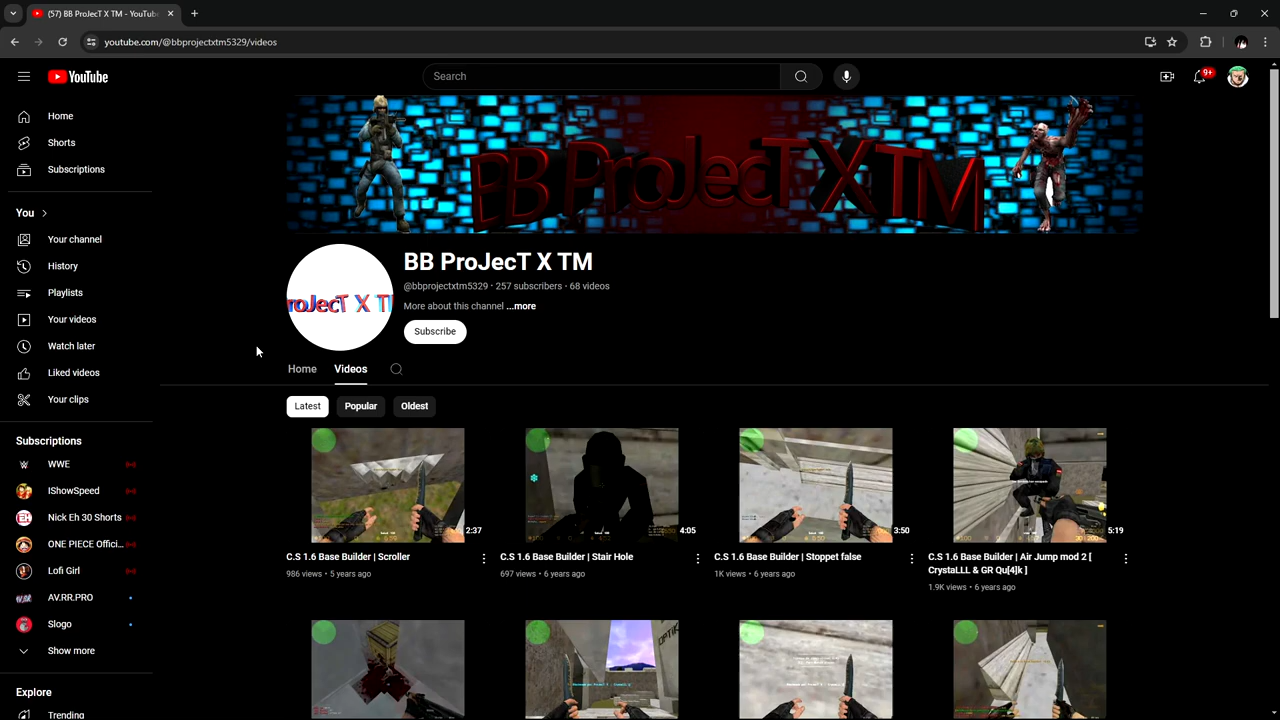 (57) BB ProJecT X TM - YouTub
youtube.com/@bbprojectxtm5329/videos
YouTube
Search
9+
Home
Shorts
Subscriptions
You
Your channel
History
Playlists
Your videos
Watch later
Liked videos
Your clips
Subscriptions
WWE
IShowSpeed
Nick Eh 30 Shorts
ONE PIECE Offici...
Lofi Girl
AV.RR.PRO
Slogo
Show more
Explore
Trending
BB ProJecT X TM
roJecT X T
BB ProJecT X TM
@bbprojectxtm5329 • 257 subscribers • 68 videos
More about this channel ...more
Subscribe
Home Videos
Latest Popular Oldest
2:37 4:05 3:50 5:19
C.S 1.6 Base Builder | Scroller
986 views • 5 years ago
C.S 1.6 Base Builder | Stair Hole
697 views • 6 years ago
C.S 1.6 Base Builder | Stoppet false
1K views • 6 years ago
C.S 1.6 Base Builder | Air Jump mod 2 [
CrystaLLL & GR Qu[4]k ]
1.9K views • 6 years ago